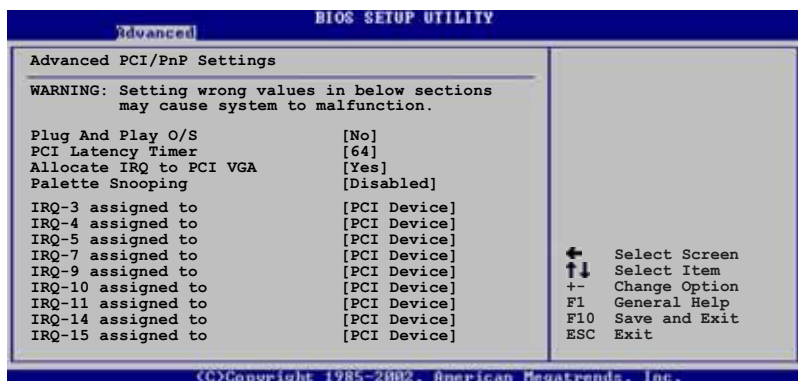 BIOS SETUP UTILITY
Advanced
Advanced PCI/PnP Settings
WARNING: Setting wrong values in below sections
may cause system to malfunction.
Plug And Play O/S [No]
PCI Latency Timer [64]
Allocate IRQ to PCI VGA [Yes]
Palette Snooping [Disabled]
IRQ-3 assigned to [PCI Device]
IRQ-4 assigned to [PCI Device]
IRQ-5 assigned to [PCI Device]
IRQ-7 assigned to [PCI Device]
IRQ-9 assigned to [PCI Device]
IRQ-10 assigned to [PCI Device]
IRQ-11 assigned to [PCI Device]
IRQ-14 assigned to [PCI Device]
IRQ-15 assigned to [PCI Device]
← Select Screen
↑↓ Select Item
+- Change Option
F1 General Help
F10 Save and Exit
ESC Exit
(C)Copyright 1985-2002, American Megatrends, Inc.